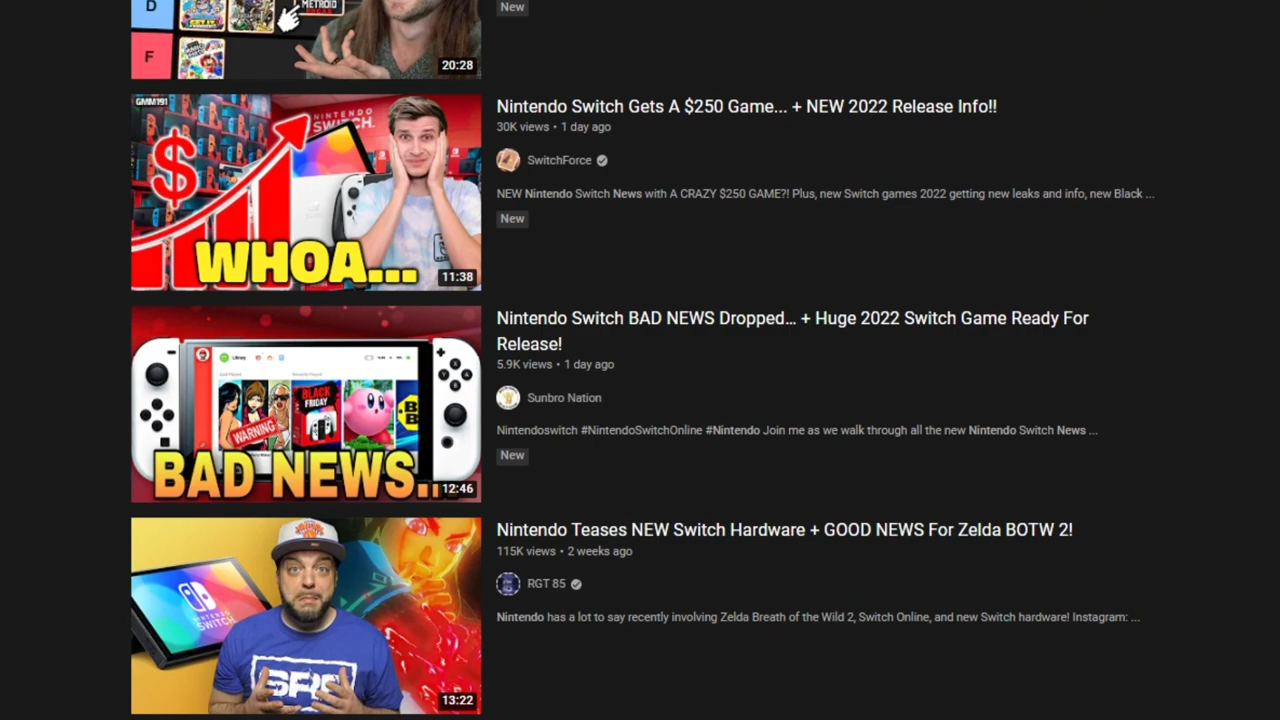 D
METROID
DREAD
New
F
20:28
GMM191
NINTENDO
SWITCH.
$
WHOA...
11:38
Nintendo Switch Gets A $250 Game... + NEW 2022 Release Info!!
30K views • 1 day ago
SwitchForce
NEW Nintendo Switch News with A CRAZY $250 GAME?! Plus, new Switch games 2022 getting new leaks and info, new Black ...
New
Library
BLACK
FRIDAY
WARNING
BAD NEWS...
12:46
Nintendo Switch BAD NEWS Dropped... + Huge 2022 Switch Game Ready For
Release!
5.9K views • 1 day ago
Sunbro Nation
Nintendoswitch #NintendoSwitchOnline #Nintendo Join me as we walk through all the new Nintendo Switch News ...
New
NINTENDO
SWITCH
13:22
Nintendo Teases NEW Switch Hardware + GOOD NEWS For Zelda BOTW 2!
115K views • 2 weeks ago
RGT 85
Nintendo has a lot to say recently involving Zelda Breath of the Wild 2, Switch Online, and new Switch hardware! Instagram: ...